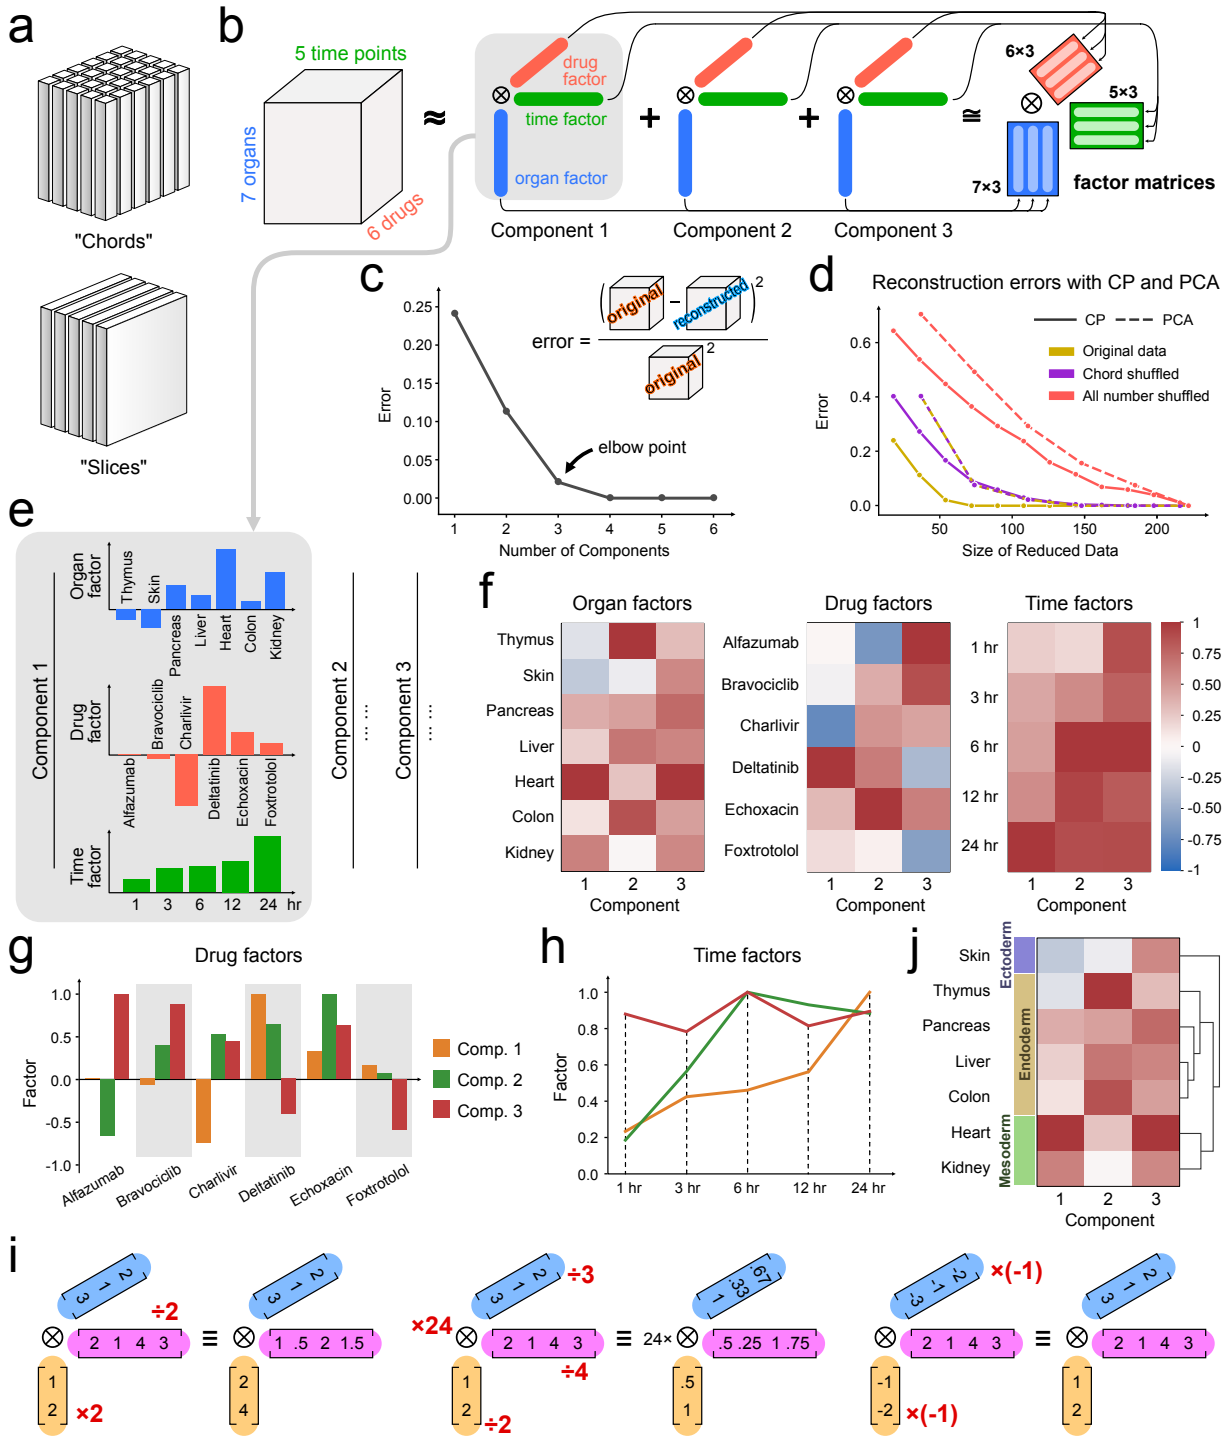 a
"Chords"
"Slices"
b
5 time points
7 organs
6 drugs
≈
drug
factor
⊗
time factor
organ factor
Component 1
+
⊗
Component 2
+
⊗
Component 3
≅
6×3
⊗
5×3
7×3
factor matrices
c
0.25
0.20
0.15
0.10
0.05
0.00
Error
1 2 3 4 5 6
Number of Components
elbow point
error =
( original − reconstructed )²
original ²
d
Reconstruction errors with CP and PCA
CP PCA
Original data
Chord shuffled
All number shuffled
0.6
0.4
0.2
0.0
Error
50 100 150 200
Size of Reduced Data
e
Component 1
Organ
factor
Thymus Skin Pancreas Liver Heart Colon Kidney
Drug
factor
Alfazumab Bravociclib Charlivir Deltatinib Echoxacin Foxtrotolol
Time
factor
1 3 6 12 24 hr
Component 2
... ...
Component 3
... ...
f
Organ factors
Thymus
Skin
Pancreas
Liver
Heart
Colon
Kidney
1 2 3
Component
Drug factors
Alfazumab
Bravociclib
Charlivir
Deltatinib
Echoxacin
Foxtrotolol
1 2 3
Component
Time factors
1 hr
3 hr
6 hr
12 hr
24 hr
1 2 3
Component
1
0.75
0.5
0.25
0
-0.25
-0.5
-0.75
-1
g
Drug factors
1.0
0.5
0.0
-0.5
-1.0
Factor
Alfazumab Bravociclib Charlivir Deltatinib Echoxacin Foxtrotolol
Comp. 1
Comp. 2
Comp. 3
h
Time factors
1.0
0.8
0.6
0.4
0.2
0.0
Factor
1 hr 3 hr 6 hr 12 hr 24 hr
j
Ectoderm
Endoderm
Mesoderm
Skin
Thymus
Pancreas
Liver
Colon
Heart
Kidney
1 2 3
Component
i
3 1 2
÷2
⊗ 2 1 4 3
1
2 ×2
≡
3 1 2
⊗ 1 .5 2 1.5
2
4
3 1 2 ÷3
×24 ⊗ 2 1 4 3
÷4
1
2 ÷2
≡
1 .33 .67
24× ⊗ .5 .25 1 .75
.5
1
-3 -1 -2 ×(-1)
⊗ 2 1 4 3
-1
-2 ×(-1)
≡
3 1 2
⊗ 2 1 4 3
1
2